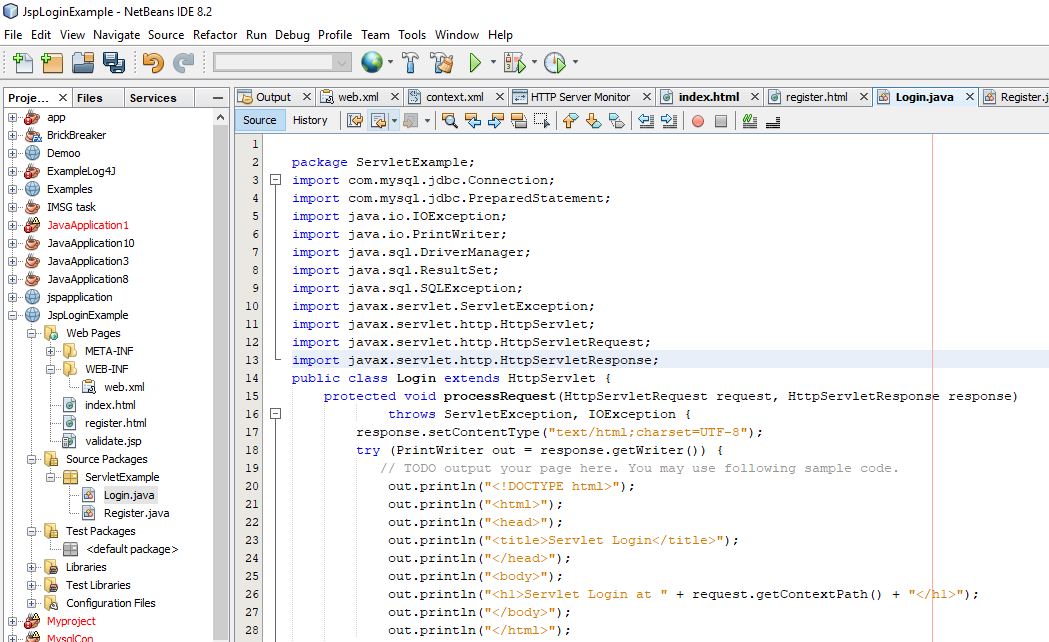 JspLoginExample - NetBeans IDE 8.2
File Edit View Navigate Source Refactor Run Debug Profile Team Tools Window Help
Proje... Files Services
Output web.xml context.xml HTTP Server Monitor index.html register.html Login.java Register.j
Source History
app
BrickBreaker
Demoo
ExampleLog4J
Examples
IMSG task
JavaApplication1
JavaApplication10
JavaApplication3
JavaApplication8
jspapplication
JspLoginExample
Web Pages
META-INF
WEB-INF
web.xml
index.html
register.html
validate.jsp
Source Packages
ServletExample
Login.java
Register.java
Test Packages
<default package>
Libraries
Test Libraries
Configuration Files
Myproject
MysqlCon
1
2 package ServletExample;
3 import com.mysql.jdbc.Connection;
4 import com.mysql.jdbc.PreparedStatement;
5 import java.io.IOException;
6 import java.io.PrintWriter;
7 import java.sql.DriverManager;
8 import java.sql.ResultSet;
9 import java.sql.SQLException;
10 import javax.servlet.ServletException;
11 import javax.servlet.http.HttpServlet;
12 import javax.servlet.http.HttpServletRequest;
13 import javax.servlet.http.HttpServletResponse;
14 public class Login extends HttpServlet {
15 protected void processRequest(HttpServletRequest request, HttpServletResponse response)
16 throws ServletException, IOException {
17 response.setContentType("text/html;charset=UTF-8");
18 try (PrintWriter out = response.getWriter()) {
19 // TODO output your page here. You may use following sample code.
20 out.println("<!DOCTYPE html>");
21 out.println("<html>");
22 out.println("<head>");
23 out.println("<title>Servlet Login</title>");
24 out.println("</head>");
25 out.println("<body>");
26 out.println("<h1>Servlet Login at " + request.getContextPath() + "</h1>");
27 out.println("</body>");
28 out.println("</html>");